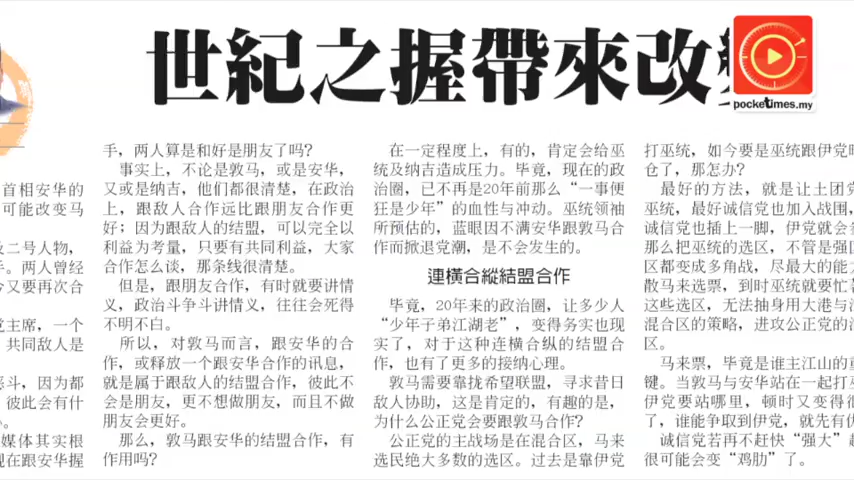 世紀之握帶來改
pocketimes.my
首相安华的
可能改变马
二号人物，
手。两人曾经
又要再次合
党主席，一个
共同敌人是
恶斗，因为都
彼此会有什
媒体其实根
现在跟安华握
手，两人算是和好是朋友了吗？
事实上，不论是敦马，或是安华，
又或是纳吉，他们都很清楚，在政治
上，跟敌人合作远比跟朋友合作更
好；因为跟敌人的结盟，可以完全以
利益为考量，只要有共同利益，大家
合作怎么谈，那条线很清楚。
但是，跟朋友合作，有时就要讲情
义，政治斗争斗讲情义，往往会死得
不明不白。
所以，对敦马而言，跟安华的合
作，或释放一个跟安华合作的讯息，
就是属于跟敌人的结盟合作，彼此不
会是朋友，更不想做朋友，而且不做
朋友会更好。
那么，敦马跟安华的结盟合作，有
作用吗？
在一定程度上，有的，肯定会给巫
统及纳吉造成压力。毕竟，现在的政
治圈，已不再是20年前那么“一事便
狂是少年”的血性与冲动。巫统领袖
所预估的，蓝眼因不满安华跟敦马合
作而掀退党潮，是不会发生的。
連橫合縱結盟合作
毕竟，20年来的政治圈，让多少人
“少年子弟江湖老”，变得务实也现
实了，对于这种连横合纵的结盟合
作，也有了更多的接纳心理。
敦马需要靠拢希望联盟，寻求昔日
敌人协助，这是肯定的，有趣的是，
为什么公正党会要跟敦马合作？
公正党的主战场是在混合区，马来
选民绝大多数的选区。过去是靠伊党
打巫统，如今要是巫统跟伊党
仓了，那怎办？
最好的方法，就是让土团党
巫统，最好诚信党也加入战围，
诚信也插上一脚，伊党就会
那么把巫统的选区，不管是强
区都变成多角战，尽最大的能
散马来选票，到时巫统就要忙
这些选区，无法抽身用大港与
混合区的策略，进攻公正党的
区。
马来票，毕竟是谁主江山的
键。当敦马与安华站在一起打
伊党要站哪里，顿时又变得很
了，谁能争取到伊党，就先有
诚信党若再不赶快“强大”
很可能会变“鸡肋”了。